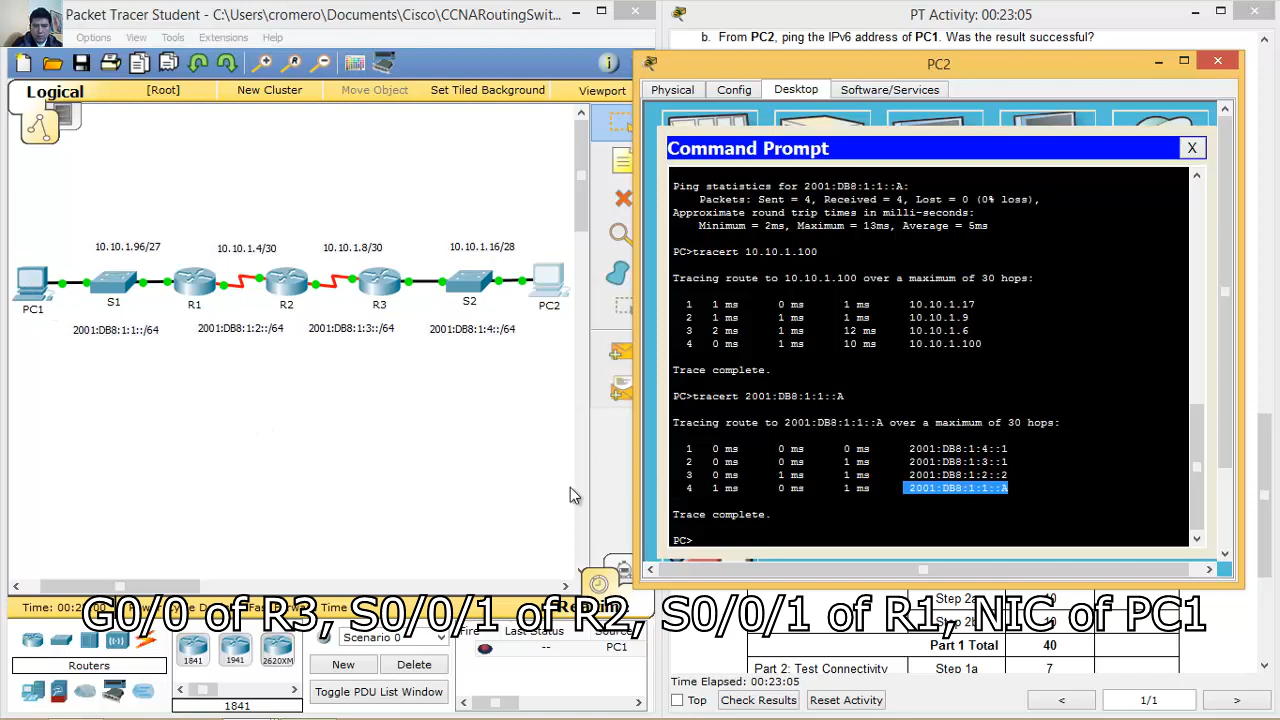 Packet Tracer Student - C:\Users\cromero\Documents\Cisco\CCNARoutingSwit...
Options View Tools Extensions Help
Logical [Root] New Cluster Move Object Set Tiled Background Viewport
10.10.1.96/27 10.10.1.4/30 10.10.1.8/30 10.10.1.16/28
PC1 S1 R1 R2 R3 S2 PC2
2001:DB8:1:1::/64 2001:DB8:1:2::/64 2001:DB8:1:3::/64 2001:DB8:1:4::/64
PT Activity: 00:23:05
b. From PC2, ping the IPv6 address of PC1. Was the result successful?
PC2
Physical Config Desktop Software/Services
Command Prompt X
Ping statistics for 2001:DB8:1:1::A:
Packets: Sent = 4, Received = 4, Lost = 0 (0% loss),
Approximate round trip times in milli-seconds:
Minimum = 2ms, Maximum = 13ms, Average = 5ms
PC>tracert 10.10.1.100
Tracing route to 10.10.1.100 over a maximum of 30 hops:
1 1 ms 0 ms 1 ms 10.10.1.17
2 1 ms 1 ms 1 ms 10.10.1.9
3 2 ms 1 ms 12 ms 10.10.1.6
4 0 ms 1 ms 10 ms 10.10.1.100
Trace complete.
PC>tracert 2001:DB8:1:1::A
Tracing route to 2001:DB8:1:1::A over a maximum of 30 hops:
1 0 ms 0 ms 0 ms 2001:DB8:1:4::1
2 0 ms 0 ms 1 ms 2001:DB8:1:3::1
3 0 ms 1 ms 1 ms 2001:DB8:1:2::2
4 1 ms 0 ms 1 ms 2001:DB8:1:1::A
Trace complete.
PC>
G0/0 of R3, S0/0/1 of R2, S0/0/1 of R1, NIC of PC1
Scenario 0
Fire Last Status Source
-- PC1
1841 1941 2620XM
Routers
New Delete
Toggle PDU List Window
1841
Step 2a 10
Step 2b 10
Part 1 Total 40
Part 2: Test Connectivity Step 1a 7
Time Elapsed: 00:23:05
Top Check Results Reset Activity < 1/1 >